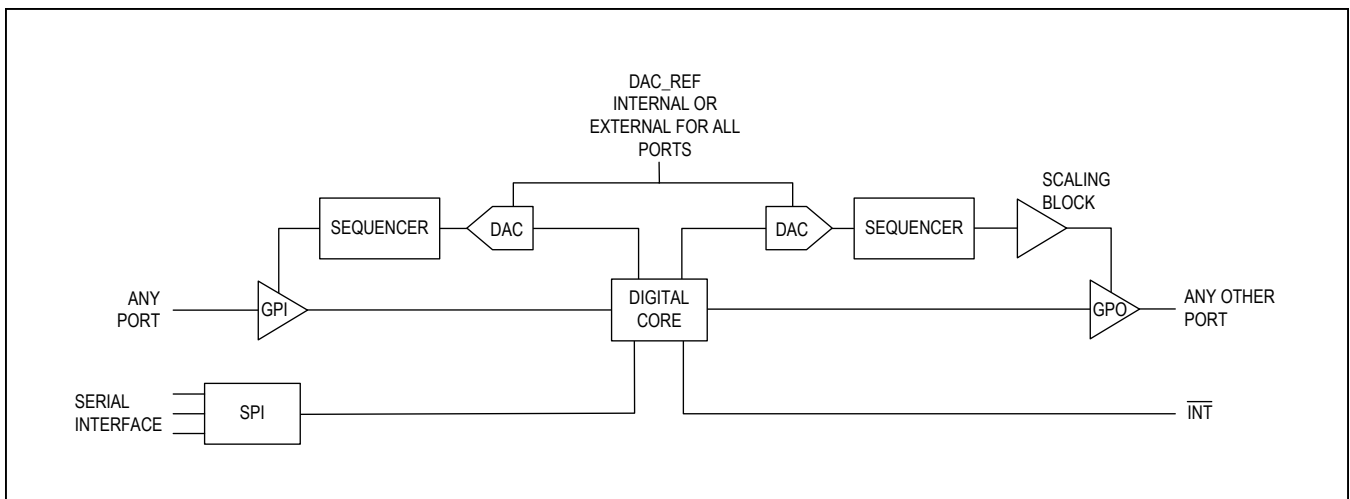 DAC_REF
INTERNAL OR
EXTERNAL FOR ALL
PORTS
SCALING
BLOCK
SEQUENCER
DAC
DAC
SEQUENCER
ANY
PORT
GPI
DIGITAL
CORE
GPO
ANY OTHER
PORT
SERIAL
INTERFACE
SPI
INT